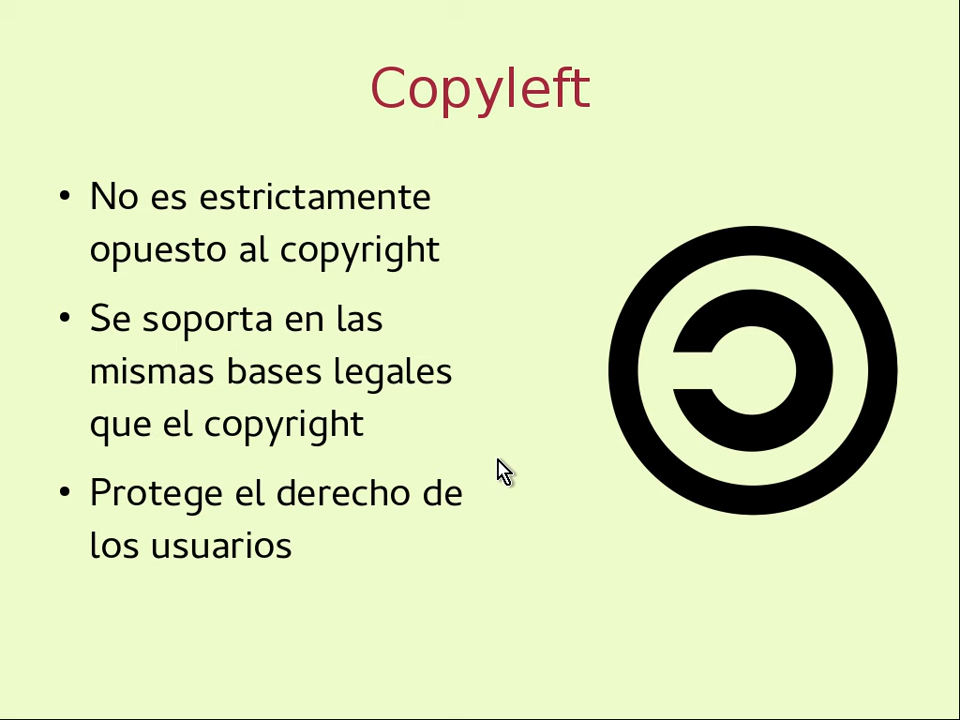 Copyleft
• No es estrictamente
opuesto al copyright
• Se soporta en las
mismas bases legales
que el copyright
• Protege el derecho de
los usuarios